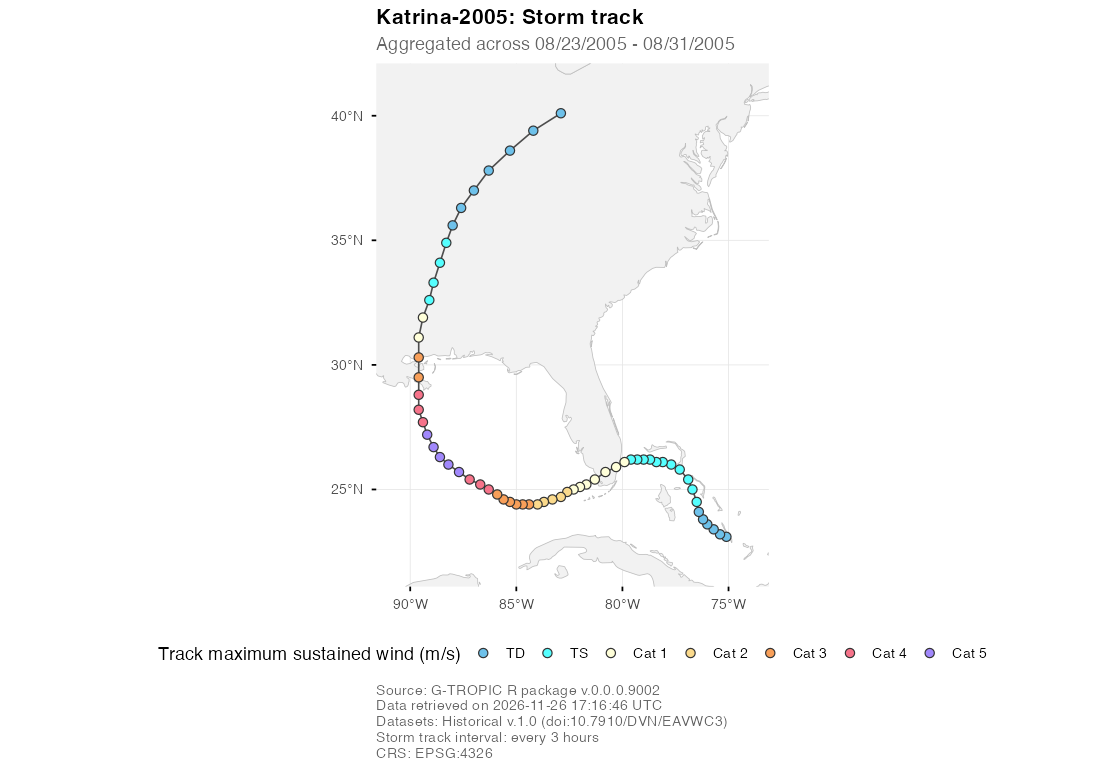 Katrina-2005: Storm track
Aggregated across 08/23/2005 - 08/31/2005
40°N
35°N
30°N
25°N
90°W 85°W 80°W 75°W
Track maximum sustained wind (m/s) TD TS Cat 1 Cat 2 Cat 3 Cat 4 Cat 5
Source: G-TROPIC R package v.0.0.0.9002
Data retrieved on 2026-11-26 17:16:46 UTC
Datasets: Historical v.1.0 (doi:10.7910/DVN/EAVWC3)
Storm track interval: every 3 hours
CRS: EPSG:4326